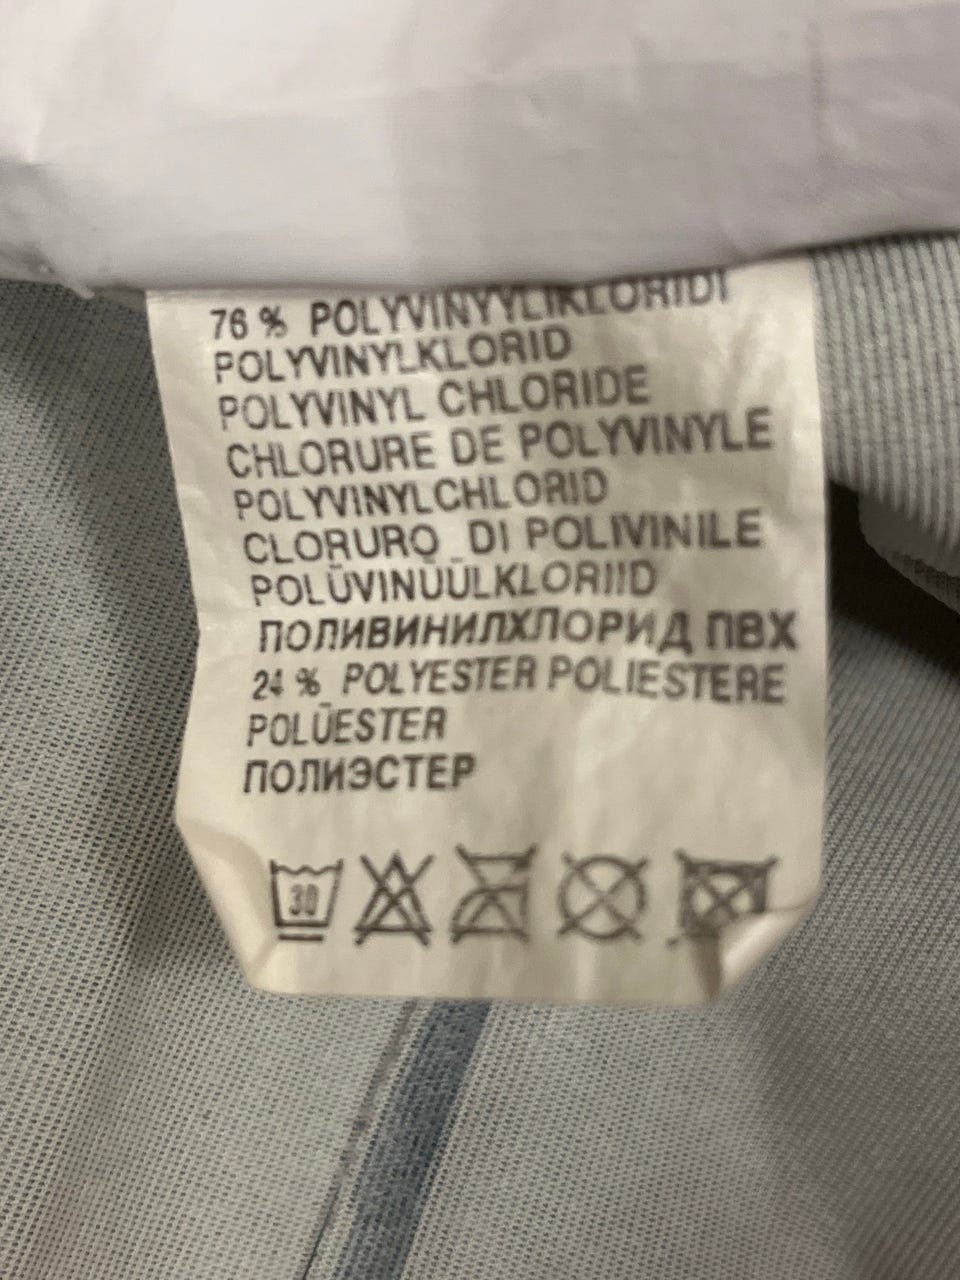 76 % POLYVINYYLIKLORIDI
POLYVINYLKLORID
POLYVINYL CHLORIDE
CHLORURE DE POLYVINYLE
POLYVINYLCHLORID
CLORURO DI POLIVINILE
POLÜVINÜÜLKLORIID
ПОЛИВИНИЛХЛОРИД ПВХ
24 % POLYESTER POLIESTERE
POLÜESTER
ПОЛИЭСТЕР
30